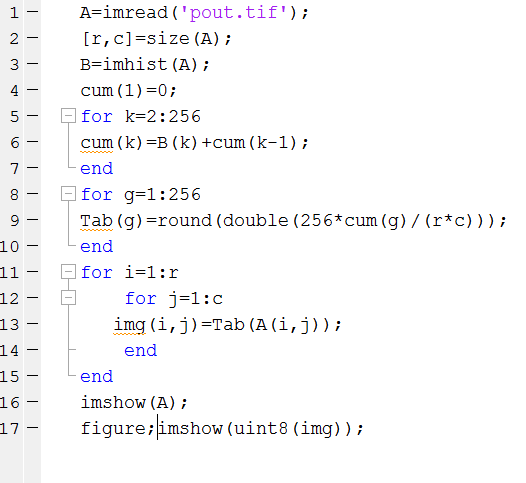 1 - A=imread('pout.tif');
2 - [r,c]=size(A);
3 - B=imhist(A);
4 - cum(1)=0;
5 - for k=2:256
6 - cum(k)=B(k)+cum(k-1);
7 - end
8 - for g=1:256
9 - Tab(g)=round(double(256*cum(g)/(r*c)));
10 - end
11 - for i=1:r
12 - for j=1:c
13 - img(i,j)=Tab(A(i,j));
14 - end
15 - end
16 - imshow(A);
17 - figure;imshow(uint8(img));